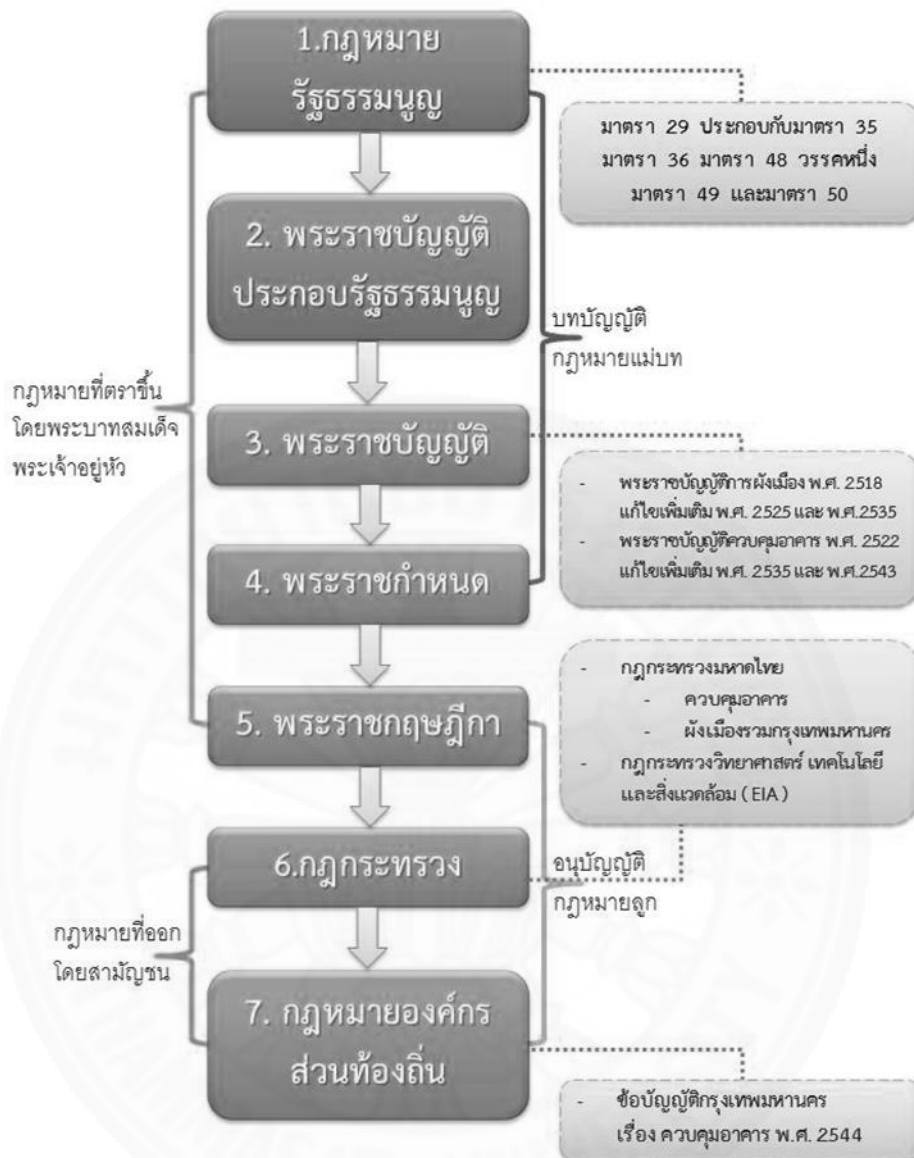 1.กฎหมาย
รัฐธรรมนูญ
มาตรา 29 ประกอบกับมาตรา 35
มาตรา 36 มาตรา 48 วรรคหนึ่ง
มาตรา 49 และมาตรา 50
2. พระราชบัญญัติ
ประกอบรัฐธรรมนูญ
บทบัญญัติ
กฎหมายแม่บท
กฎหมายที่ตราขึ้น
โดยพระบาทสมเด็จ
พระเจ้าอยู่หัว
3. พระราชบัญญัติ
- พระราชบัญญัติการผังเมือง พ.ศ. 2518
แก้ไขเพิ่มเติม พ.ศ. 2525 และ พ.ศ.2535
- พระราชบัญญัติควบคุมอาคาร พ.ศ. 2522
แก้ไขเพิ่มเติม พ.ศ. 2535 และ พ.ศ.2543
4. พระราชกำหนด
- กฎกระทรวงมหาดไทย
- ควบคุมอาคาร
- ผังเมืองรวมกรุงเทพมหานคร
- กฎกระทรวงวิทยาศาสตร์ เทคโนโลยี
และสิ่งแวดล้อม ( EIA )
5. พระราชกฤษฎีกา
6.กฎกระทรวง
อนุบัญญัติ
กฎหมายลูก
กฎหมายที่ออก
โดยสามัญชน
7. กฎหมายองค์กร
ส่วนท้องถิ่น
- ข้อบัญญัติกรุงเทพมหานคร
เรื่อง ควบคุมอาคาร พ.ศ. 2544